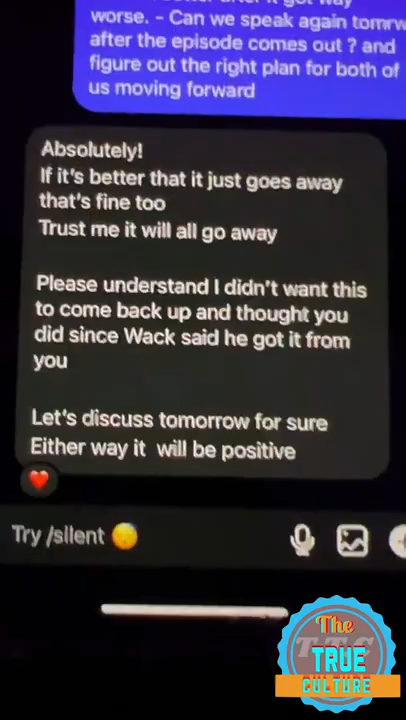 worse. - Can we speak again tomrw
after the episode comes out ? and
figure out the right plan for both of
us moving forward
Absolutely!
If it's better that it just goes away
that's fine too
Trust me it will all go away
Please understand I didn't want this
to come back up and thought you
did since Wack said he got it from
you
Let's discuss tomorrow for sure
Either way it will be positive
Try /silent
The
TTC
TRUE
CULTURE